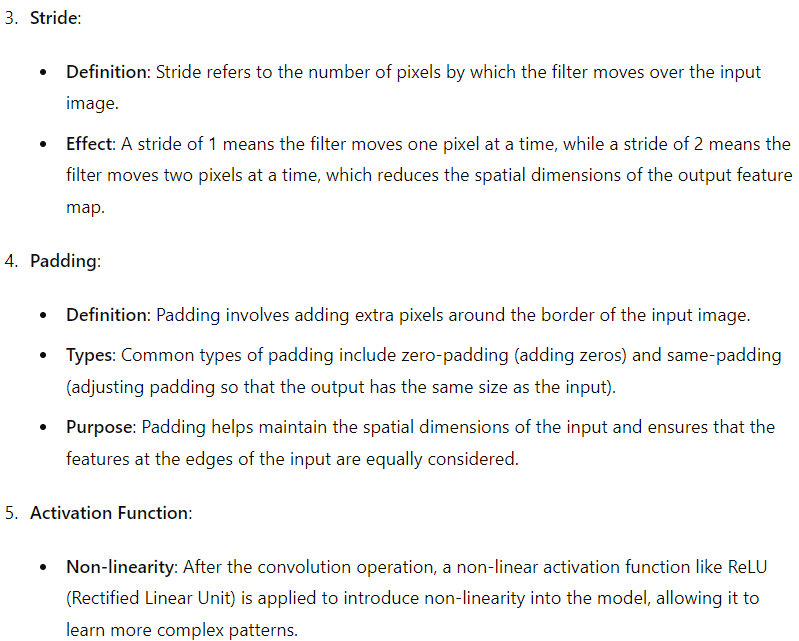 3. Stride:
• Definition: Stride refers to the number of pixels by which the filter moves over the input
image.
• Effect: A stride of 1 means the filter moves one pixel at a time, while a stride of 2 means the
filter moves two pixels at a time, which reduces the spatial dimensions of the output feature
map.
4. Padding:
• Definition: Padding involves adding extra pixels around the border of the input image.
• Types: Common types of padding include zero-padding (adding zeros) and same-padding
(adjusting padding so that the output has the same size as the input).
• Purpose: Padding helps maintain the spatial dimensions of the input and ensures that the
features at the edges of the input are equally considered.
5. Activation Function:
• Non-linearity: After the convolution operation, a non-linear activation function like ReLU
(Rectified Linear Unit) is applied to introduce non-linearity into the model, allowing it to
learn more complex patterns.